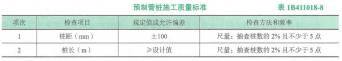 预制管桩施工质量标准 表 1B411018-8
项次 检查项目 规定值或允许偏差 检查方法和频率
1 桩距（mm） ±100 尺量：抽查桩数的2%且不少于5点
2 桩长（m） ≥设计值 尺量：抽查桩数的2%且不少于5点